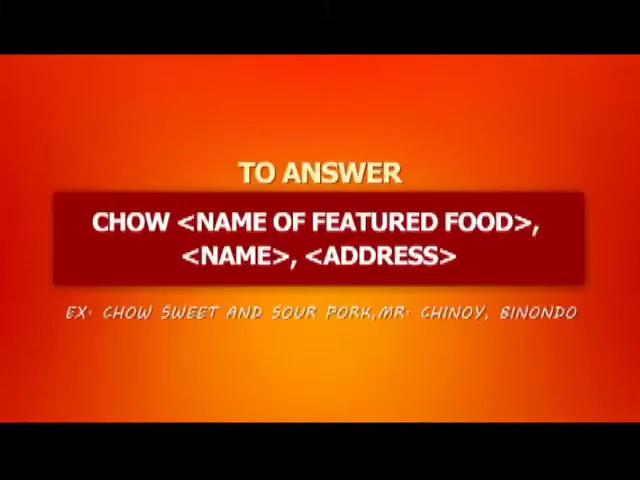 TO ANSWER
CHOW <NAME OF FEATURED FOOD>,
<NAME>, <ADDRESS>
EX: CHOW SWEET AND SOUR PORK,MR. CHINOY, BINONDO